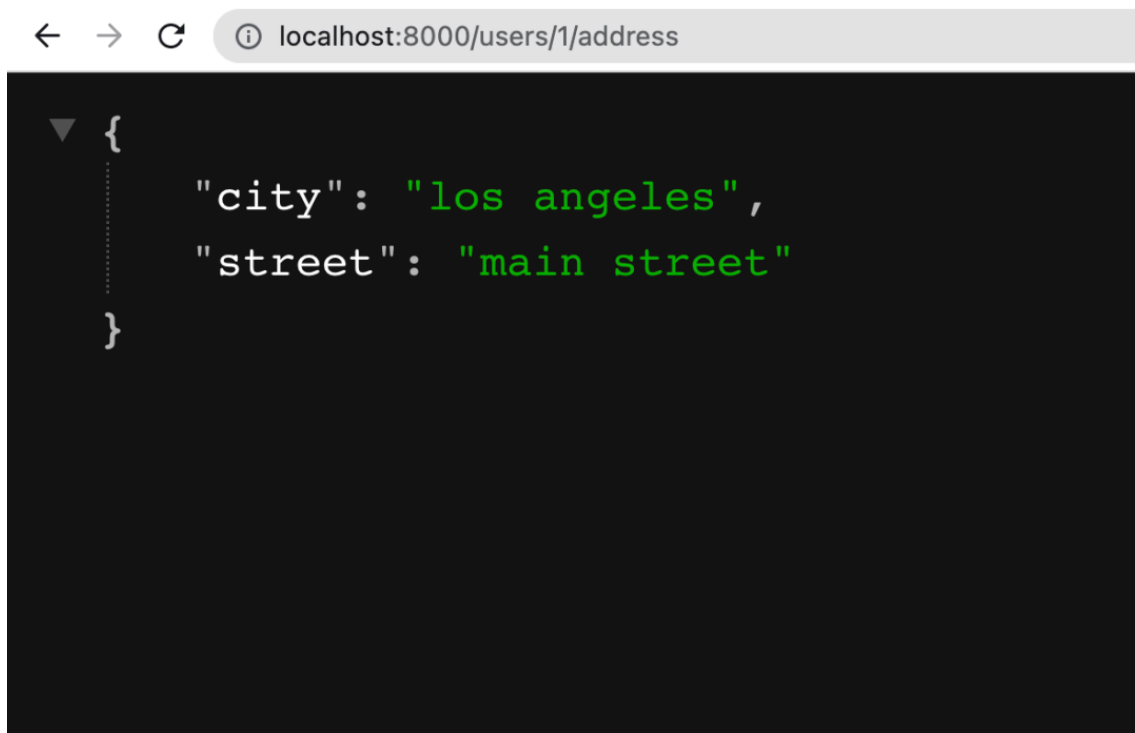 localhost:8000/users/1/address
{
"city": "los angeles",
"street": "main street"
}